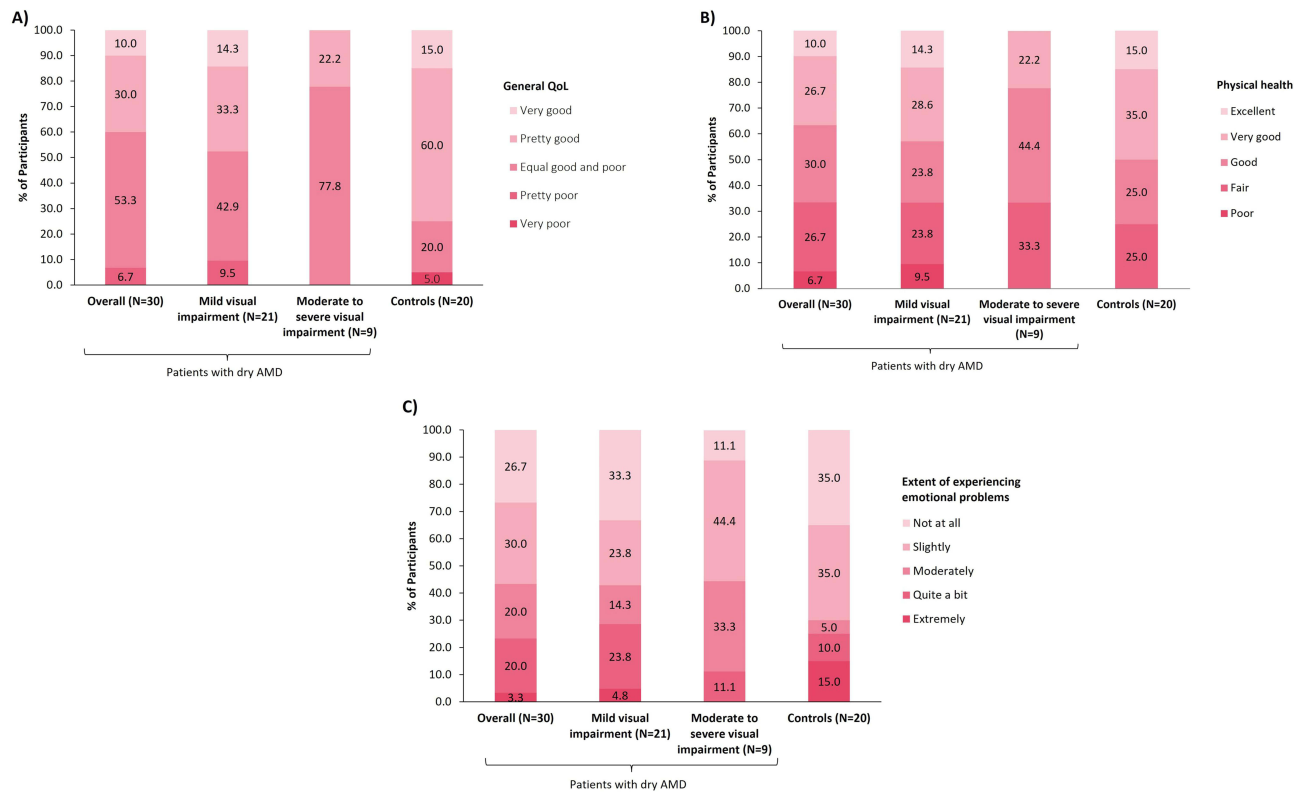 A)
% of Participants
100.0
90.0
80.0
70.0
60.0
50.0
40.0
30.0
20.0
10.0
0.0
10.0
30.0
53.3
6.7
14.3
33.3
42.9
9.5
22.2
77.8
15.0
60.0
20.0
5.0
General QoL
Very good
Pretty good
Equal good and poor
Pretty poor
Very poor
Overall (N=30)
Mild visual
impairment (N=21)
Moderate to
severe visual
impairment (N=9)
Controls (N=20)
Patients with dry AMD
B)
% of Participants
100.0
90.0
80.0
70.0
60.0
50.0
40.0
30.0
20.0
10.0
0.0
10.0
26.7
30.0
26.7
6.7
14.3
28.6
23.8
23.8
9.5
22.2
44.4
33.3
15.0
35.0
25.0
25.0
Physical health
Excellent
Very good
Good
Fair
Poor
Overall (N=30)
Mild visual
impairment (N=21)
Moderate to severe
visual impairment
(N=9)
Controls (N=20)
Patients with dry AMD
C)
% of Participants
100.0
90.0
80.0
70.0
60.0
50.0
40.0
30.0
20.0
10.0
0.0
26.7
30.0
20.0
20.0
3.3
33.3
23.8
14.3
23.8
4.8
11.1
44.4
33.3
11.1
35.0
35.0
5.0
10.0
15.0
Extent of experiencing
emotional problems
Not at all
Slightly
Moderately
Quite a bit
Extremely
Overall (N=30)
Mild visual
impairment (N=21)
Moderate to
severe visual
impairment (N=9)
Controls (N=20)
Patients with dry AMD